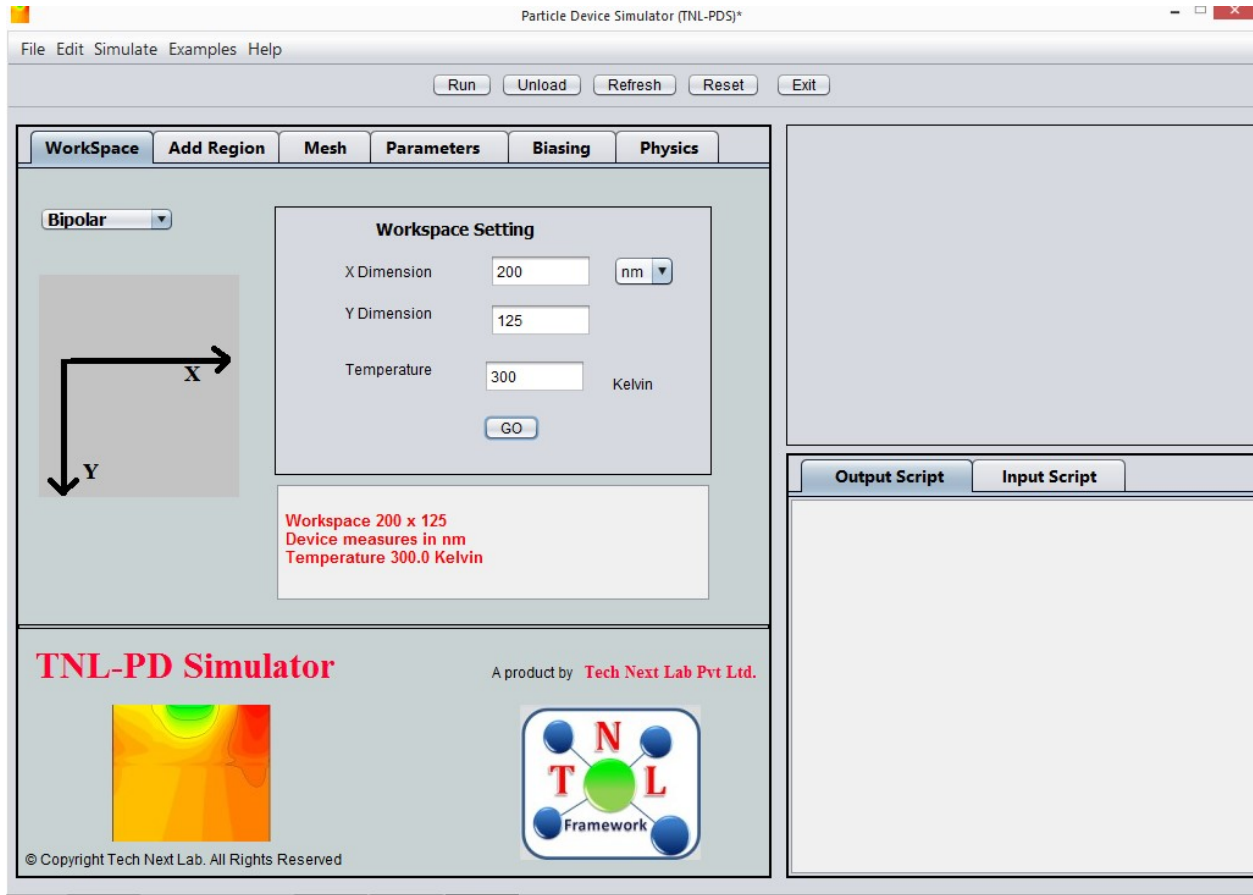 Particle Device Simulator (TNL-PDS)*
File Edit Simulate Examples Help
Run Unload Refresh Reset Exit
WorkSpace Add Region Mesh Parameters Biasing Physics
Bipolar
Workspace Setting
X Dimension 200 nm
Y Dimension 125
Temperature 300 Kelvin
GO
X
Y
Workspace 200 x 125
Device measures in nm
Temperature 300.0 Kelvin
Output Script Input Script
TNL-PD Simulator
A product by Tech Next Lab Pvt Ltd.
N
T L
Framework
© Copyright Tech Next Lab. All Rights Reserved